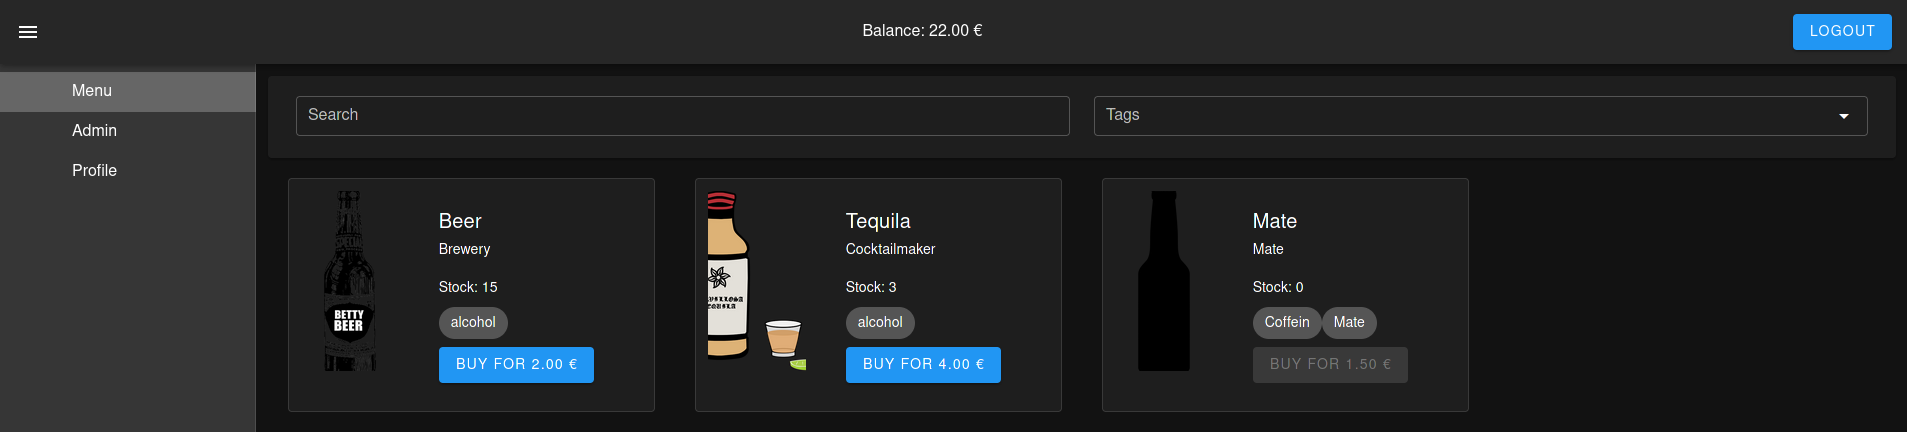 Balance: 22.00 €
LOGOUT
Menu
Admin
Profile
Search
Tags
Beer
Brewery
Stock: 15
alcohol
BUY FOR 2.00 €
SPECIAL
BETTY
BEER
Tequila
Cocktailmaker
Stock: 3
alcohol
BUY FOR 4.00 €
Mate
Mate
Stock: 0
Coffein
Mate
BUY FOR 1.50 €